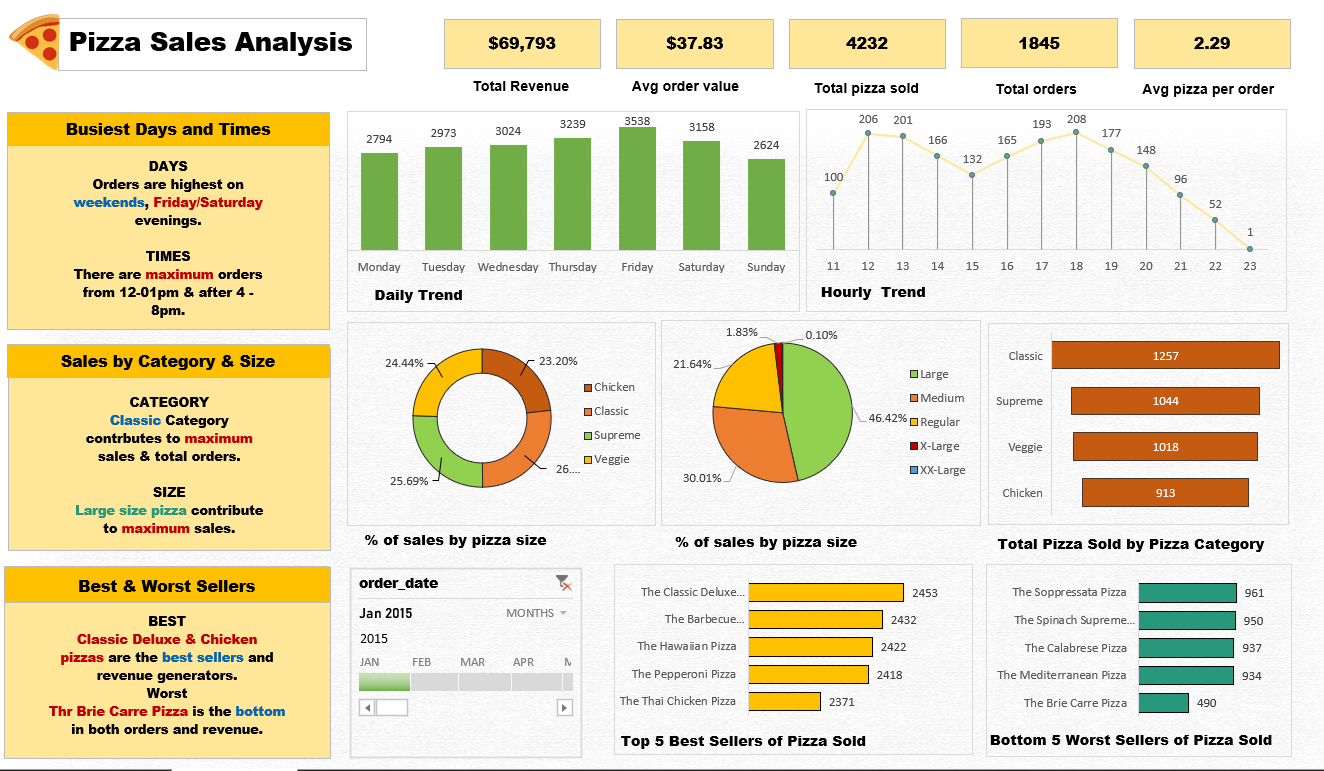 Pizza Sales Analysis
$69,793
$37.83
4232
1845
2.29
Total Revenue
Avg order value
Total pizza sold
Total orders
Avg pizza per order
Busiest Days and Times
DAYS
Orders are highest on
weekends, Friday/Saturday
evenings.
TIMES
There are maximum orders
from 12-01pm & after 4 -
8pm.
2794
2973
3024
3239
3538
3158
2624
Monday
Tuesday
Wednesday
Thursday
Friday
Saturday
Sunday
Daily Trend
100
206
201
166
132
165
193
208
177
148
96
52
1
11
12
13
14
15
16
17
18
19
20
21
22
23
Hourly Trend
Sales by Category & Size
CATEGORY
Classic Category
contrbutes to maximum
sales & total orders.
SIZE
Large size pizza contribute
to maximum sales.
24.44%
23.20%
25.69%
26....
Chicken
Classic
Supreme
Veggie
% of sales by pizza size
1.83%
0.10%
21.64%
46.42%
30.01%
Large
Medium
Regular
X-Large
XX-Large
% of sales by pizza size
Classic
1257
Supreme
1044
Veggie
1018
Chicken
913
Total Pizza Sold by Pizza Category
Best & Worst Sellers
BEST
Classic Deluxe & Chicken
pizzas are the best sellers and
revenue generators.
Worst
Thr Brie Carre Pizza is the bottom
in both orders and revenue.
order_date
Jan 2015
MONTHS
2015
JAN
FEB
MAR
APR
The Classic Deluxe...
2453
The Barbecue...
2432
The Hawaiian Pizza
2422
The Pepperoni Pizza
2418
The Thai Chicken Pizza
2371
Top 5 Best Sellers of Pizza Sold
The Soppressata Pizza
961
The Spinach Supreme...
950
The Calabrese Pizza
937
The Mediterranean Pizza
934
The Brie Carre Pizza
490
Bottom 5 Worst Sellers of Pizza Sold